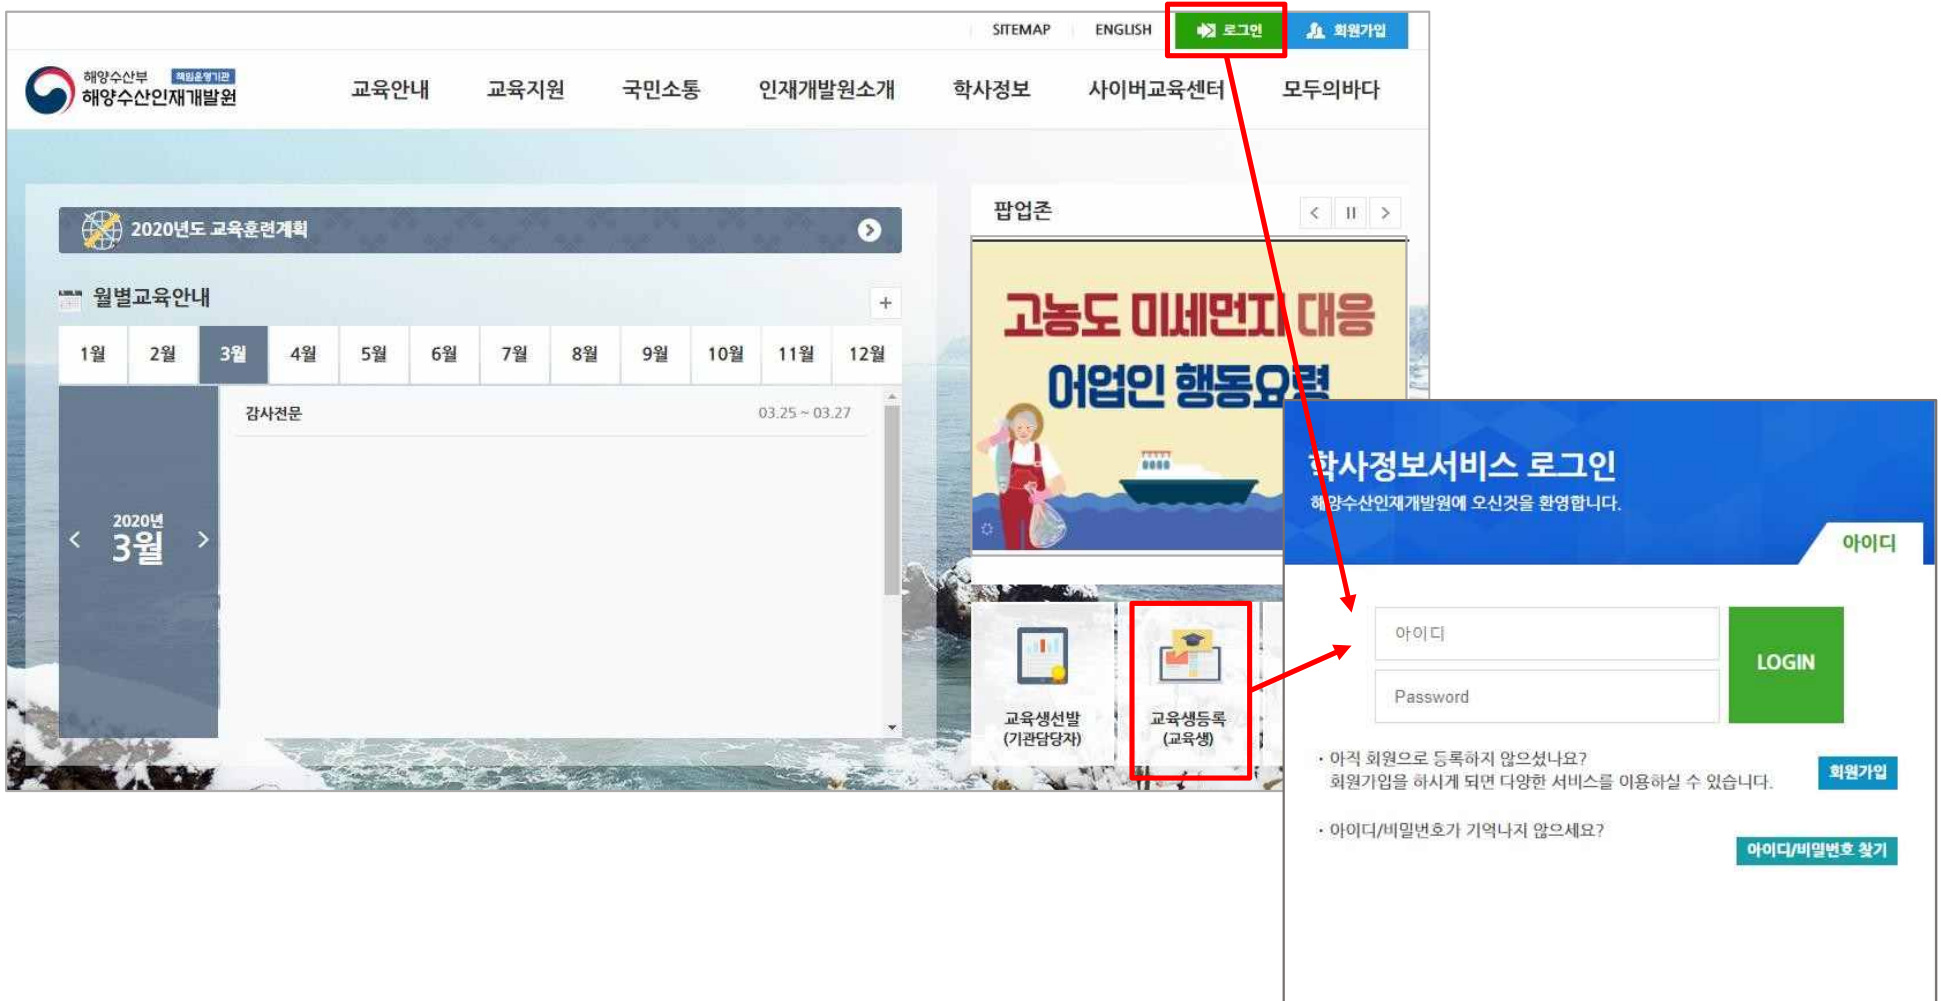 SITEMAP
ENGLISH
로그인
회원가입
해양수산부 책임운영기관
해양수산인재개발원
교육안내
교육지원
국민소통
인재개발원소개
학사정보
사이버교육센터
모두의바다
2020년도 교육훈련계획
월별교육안내
1월 2월 3월 4월 5월 6월 7월 8월 9월 10월 11월 12월
2020년
3월
감사전문 03.25 ~ 03.27
팝업존
고농도 미세먼지 대응
어업인 행동요령
교육생선발
(기관담당자)
교육생등록
(교육생)
학사정보서비스 로그인
해양수산인재개발원에 오신것을 환영합니다.
아이디
아이디
Password
LOGIN
· 아직 회원으로 등록하지 않으셨나요?
회원가입을 하시게 되면 다양한 서비스를 이용하실 수 있습니다.
회원가입
· 아이디/비밀번호가 기억나지 않으세요?
아이디/비밀번호 찾기